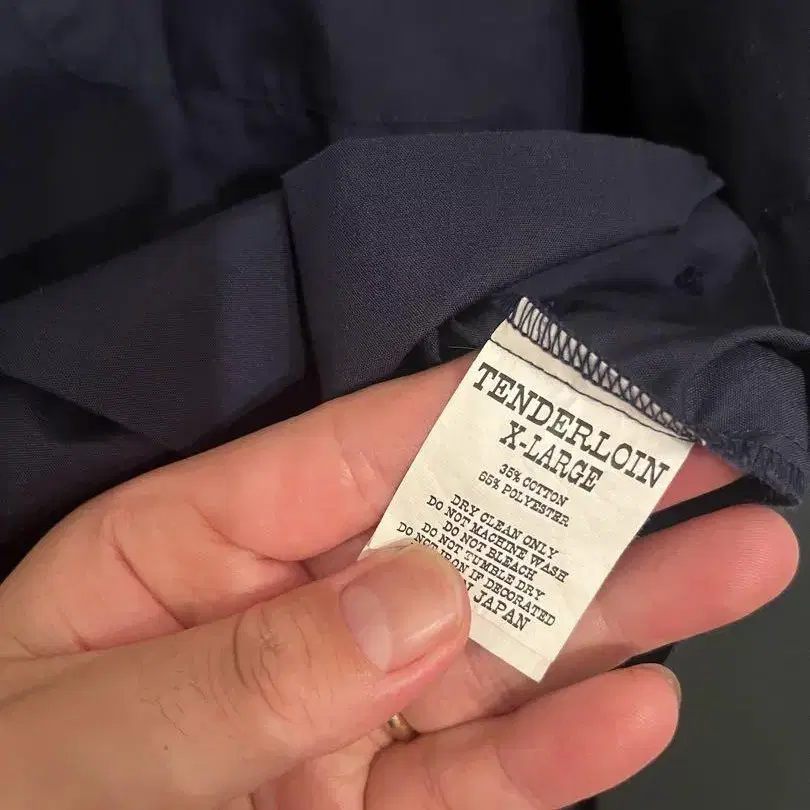 TENDERLOIN
X-LARGE
35% COTTON
65% POLYESTER
DRY CLEAN ONLY
DO NOT MACHINE WASH
DO NOT BLEACH
DO NOT TUMBLE DRY
DO NOT IRON IF DECORATED
JAPAN